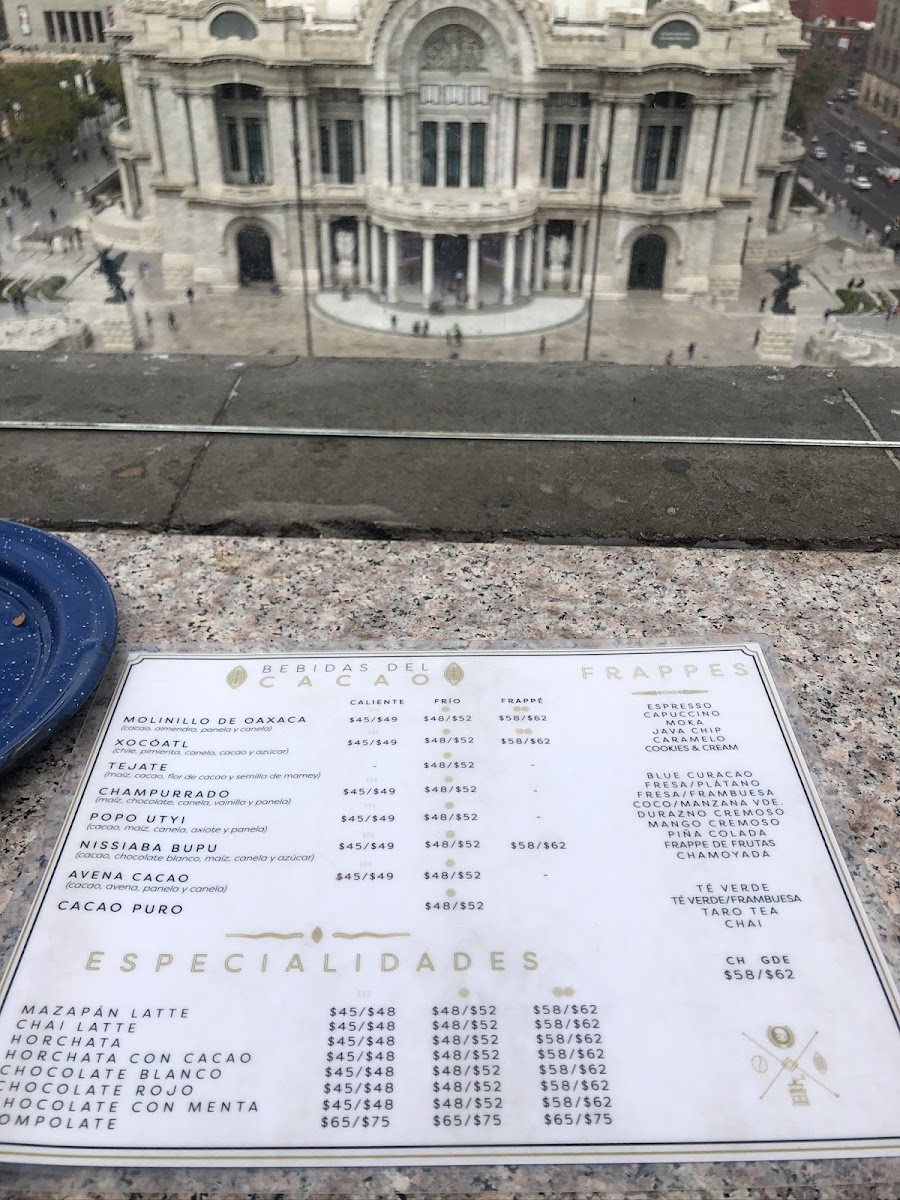 BEBIDAS DEL
CACAO
CALIENTE FRÍO FRAPPÉ
MOLINILLO DE OAXACA $45/$49 $48/$52 $58/$62
(cacao, almendra, panela y canela)
XOCÓATL $45/$49 $48/$52 $58/$62
(chile, pimienta, canela, cacao y azúcar)
TEJATE - $48/$52 -
(maíz, cacao, flor de cacao y semilla de mamey)
CHAMPURRADO $45/$49 $48/$52 -
(maíz, chocolate, canela, vainilla y panela)
POPO UTYI $45/$49 $48/$52 -
(cacao, maíz, canela, axiote y panela)
NISSIABA BUPU $45/$49 $48/$52 $58/$62
(cacao, chocolate blanco, maíz, canela y azúcar)
AVENA CACAO $45/$49 $48/$52 -
(cacao, avena, panela y canela)
CACAO PURO $48/$52
ESPECIALIDADES
MAZAPÁN LATTE $45/$48 $48/$52 $58/$62
CHAI LATTE $45/$48 $48/$52 $58/$62
HORCHATA $45/$48 $48/$52 $58/$62
HORCHATA CON CACAO $45/$48 $48/$52 $58/$62
CHOCOLATE BLANCO $45/$48 $48/$52 $58/$62
CHOCOLATE ROJO $45/$48 $48/$52 $58/$62
HOCOLATE CON MENTA $45/$48 $48/$52 $58/$62
OMPOLATE $65/$75 $65/$75 $65/$75
FRAPPES
ESPRESSO
CAPUCCINO
MOKA
JAVA CHIP
CARAMELO
COOKIES & CREAM
BLUE CURACAO
FRESA/PLÁTANO
FRESA/FRAMBUESA
COCO/MANZANA VDE.
DURAZNO CREMOSO
MANGO CREMOSO
PIÑA COLADA
FRAPPE DE FRUTAS
CHAMOYADA
TÉ VERDE
TÉ VERDE/FRAMBUESA
TARO TEA
CHAI
CH GDE
$58/$62